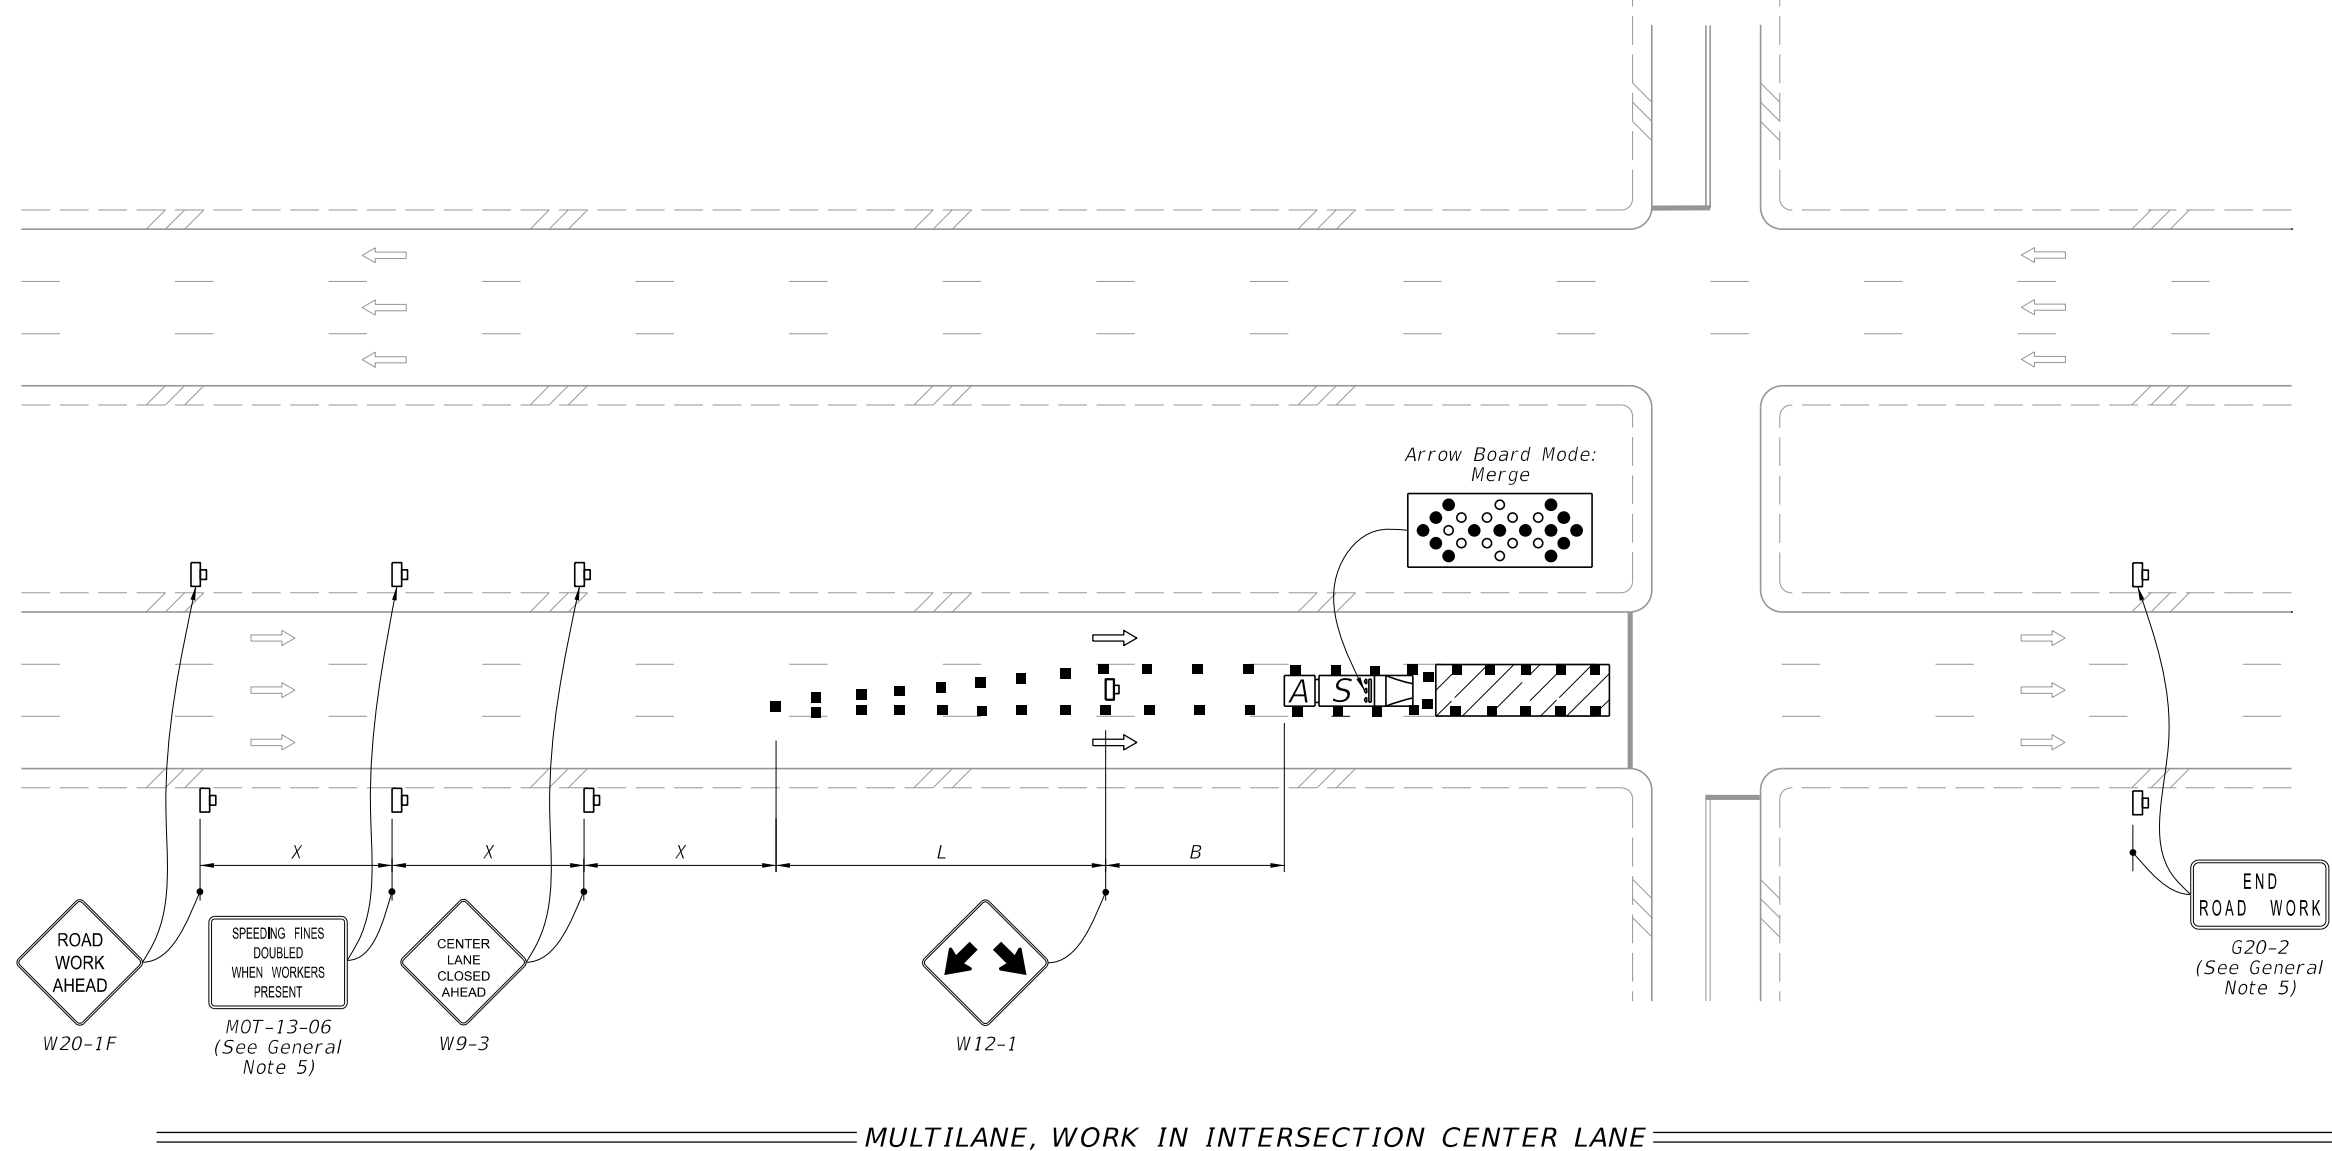 Arrow Board Mode:
Merge
A S
X X X L B
ROAD
WORK
AHEAD
W20-1F
SPEEDING FINES
DOUBLED
WHEN WORKERS
PRESENT
MOT-13-06
(See General
Note 5)
CENTER
LANE
CLOSED
AHEAD
W9-3
W12-1
END
ROAD WORK
G20-2
(See General
Note 5)
MULTILANE, WORK IN INTERSECTION CENTER LANE